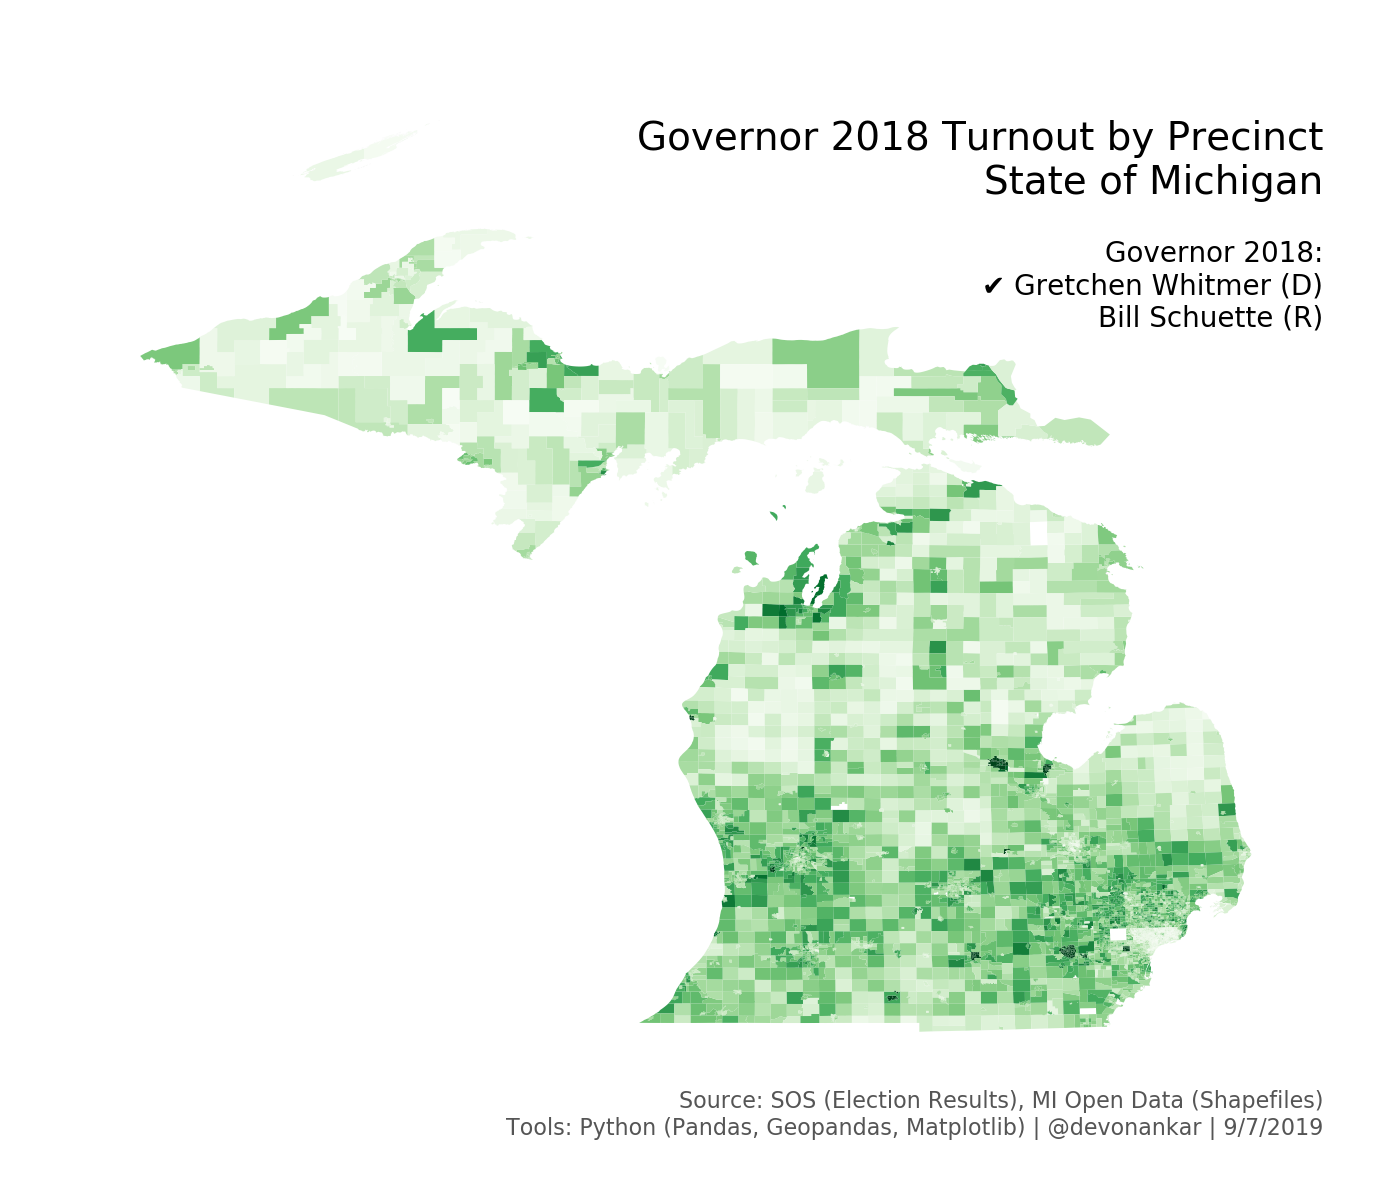 Governor 2018 Turnout by Precinct
State of Michigan
Governor 2018:
✔ Gretchen Whitmer (D)
Bill Schuette (R)
Source: SOS (Election Results), MI Open Data (Shapefiles)
Tools: Python (Pandas, Geopandas, Matplotlib) | @devonankar | 9/7/2019